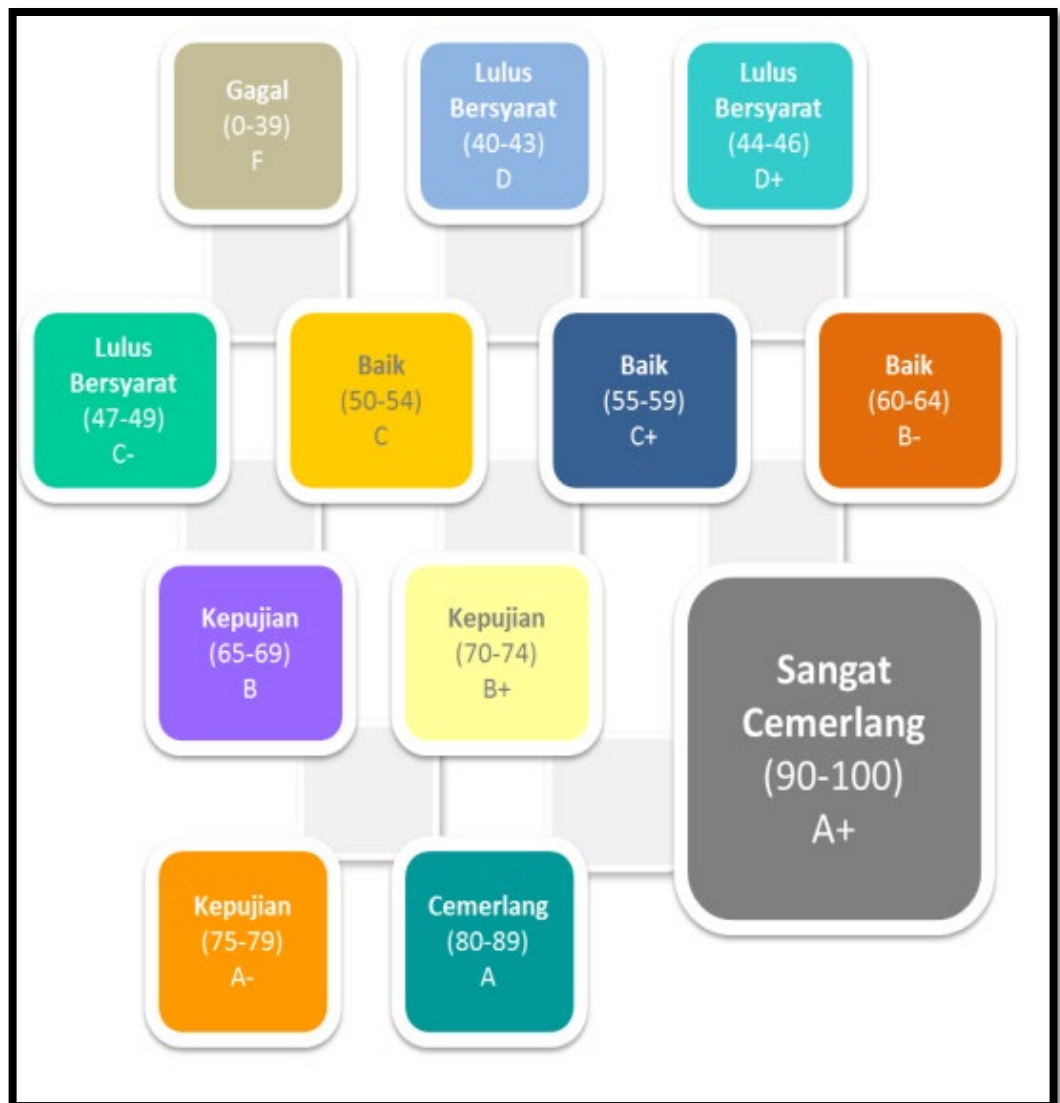 Gagal
(0-39)
F
Lulus
Bersyarat
(40-43)
D
Lulus
Bersyarat
(44-46)
D+
Lulus
Bersyarat
(47-49)
C-
Baik
(50-54)
C
Baik
(55-59)
C+
Baik
(60-64)
B-
Kepujian
(65-69)
B
Kepujian
(70-74)
B+
Sangat
Cemerlang
(90-100)
A+
Kepujian
(75-79)
A-
Cemerlang
(80-89)
A